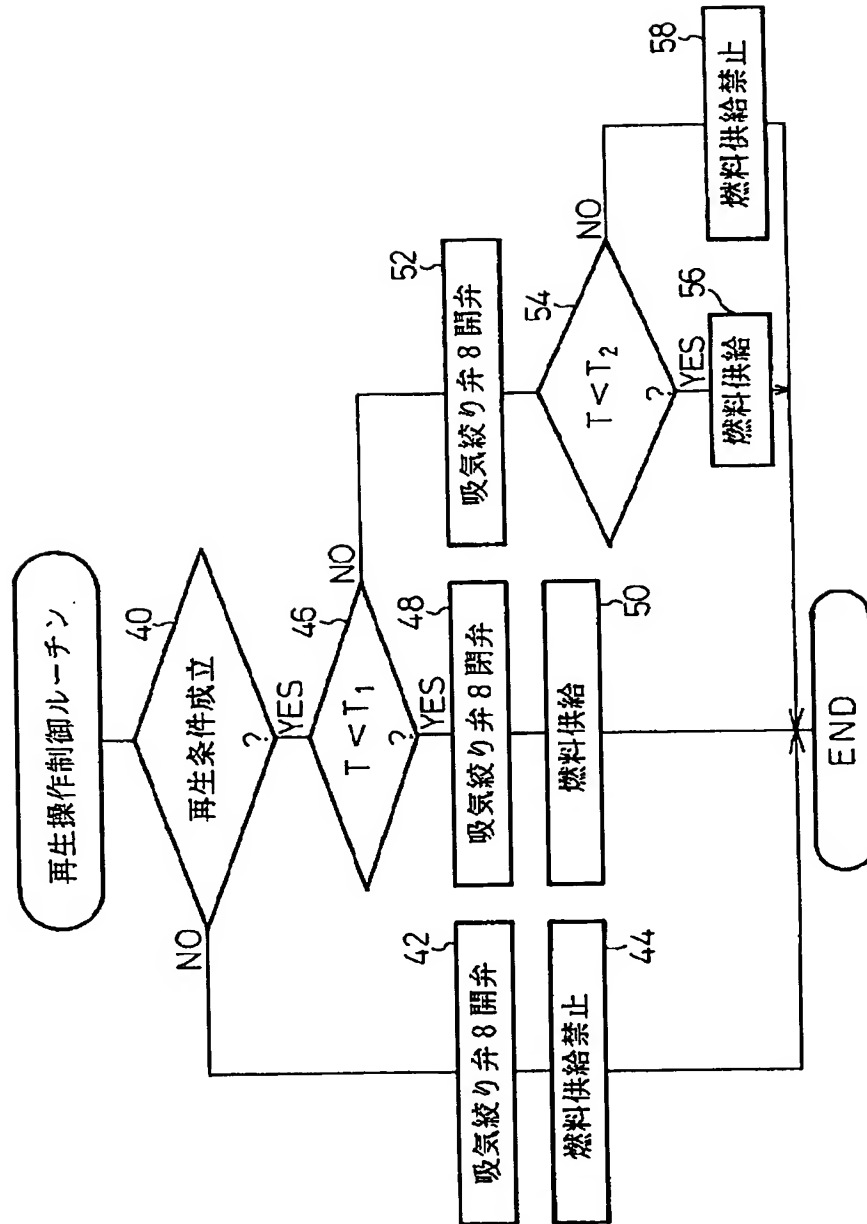 再生操作制御ルーチン
40
再生条件成立
?
NO
YES
46
T<T1
?
NO
YES
42
吸気絞り弁8開弁
44
燃料供給禁止
48
吸気絞り弁8閉弁
50
燃料供給
52
吸気絞り弁8開弁
54
T<T2
?
NO
YES
56
燃料供給
58
燃料供給禁止
END